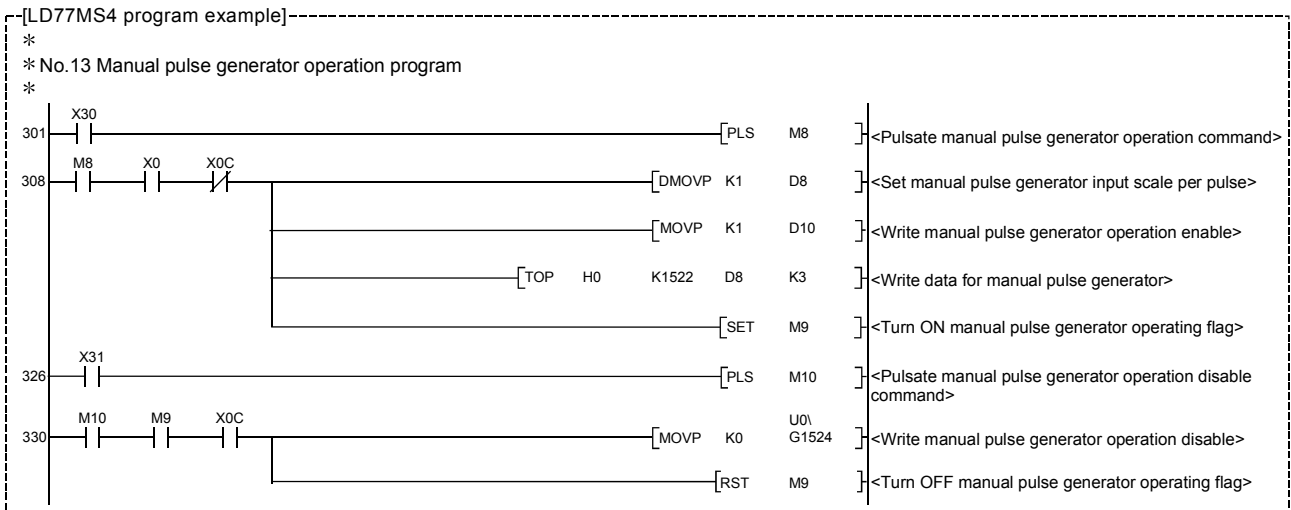 [LD77MS4 program example]
*
* No.13 Manual pulse generator operation program
*
X30
301 [PLS M8 ] <Pulsate manual pulse generator operation command>
M8 X0 X0C
308 [DMOVP K1 D8 ] <Set manual pulse generator input scale per pulse>
[MOVP K1 D10 ] <Write manual pulse generator operation enable>
[TOP H0 K1522 D8 K3 ] <Write data for manual pulse generator>
[SET M9 ] <Turn ON manual pulse generator operating flag>
X31
326 [PLS M10 ] <Pulsate manual pulse generator operation disable
command>
M10 M9 X0C U0\
330 [MOVP K0 G1524 ] <Write manual pulse generator operation disable>
[RST M9 ] <Turn OFF manual pulse generator operating flag>